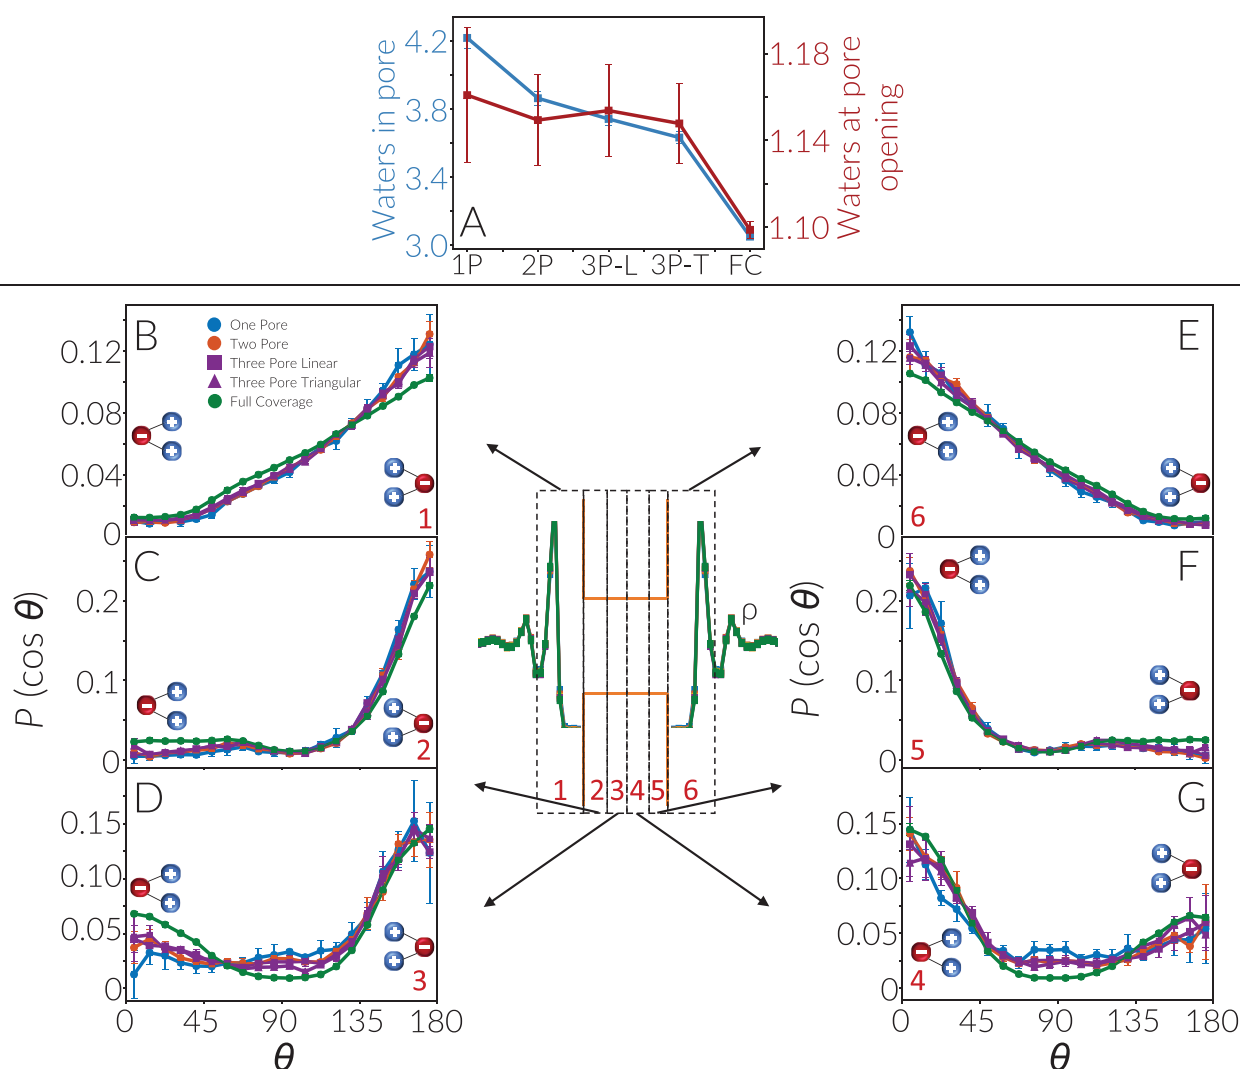 Waters in pore
4.2
3.8
3.4
3.0
1.18
1.14
1.10
Waters at pore
opening
A
1P 2P 3P-L 3P-T FC
B
One Pore
Two Pore
Three Pore Linear
Three Pore Triangular
Full Coverage
0.12
0.08
0.04
0
1
E
0.12
0.08
0.04
0
6
C
0.2
0.1
0
2
P (cos θ)
F
0.2
0.1
0
5
P (cos θ)
ρ
1 2 3 4 5 6
D
0.15
0.10
0.05
0
3
0 45 90 135 180
θ
G
0.15
0.10
0.05
0
4
0 45 90 135 180
θ